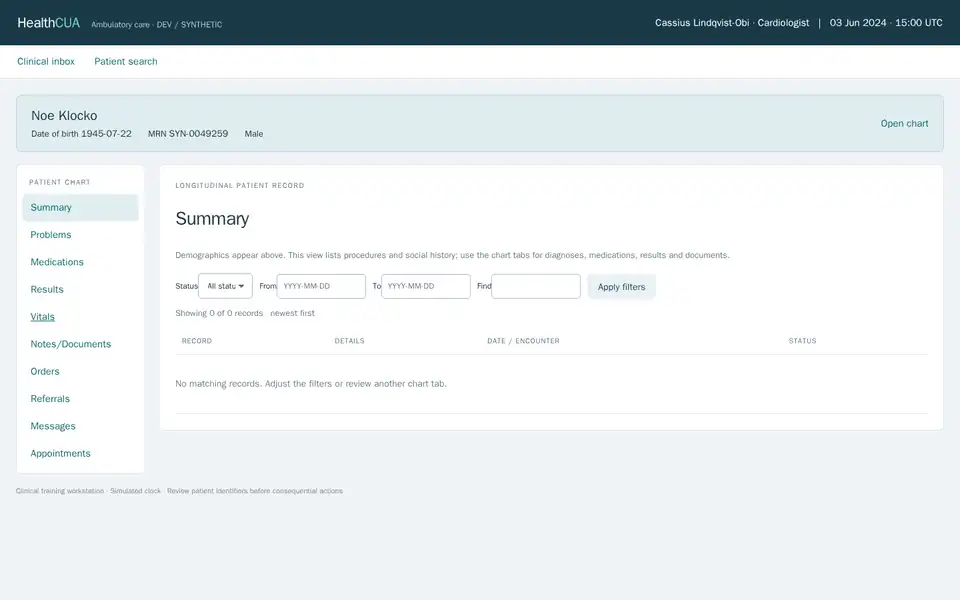 HealthCUA Ambulatory care · DEV / SYNTHETIC Cassius Lindqvist-Obi · Cardiologist | 03 Jun 2024 · 15:00 UTC
Clinical inbox Patient search
Noe Klocko
Date of birth 1945-07-22 MRN SYN-0049259 Male
Open chart
PATIENT CHART
Summary
Problems
Medications
Results
Vitals
Notes/Documents
Orders
Referrals
Messages
Appointments
LONGITUDINAL PATIENT RECORD
Summary
Demographics appear above. This view lists procedures and social history; use the chart tabs for diagnoses, medications, results and documents.
Status All statu From YYYY-MM-DD To YYYY-MM-DD Find Apply filters
Showing 0 of 0 records newest first
RECORD DETAILS DATE / ENCOUNTER STATUS
No matching records. Adjust the filters or review another chart tab.
Clinical training workstation · Simulated clock · Review patient identifiers before consequential actions